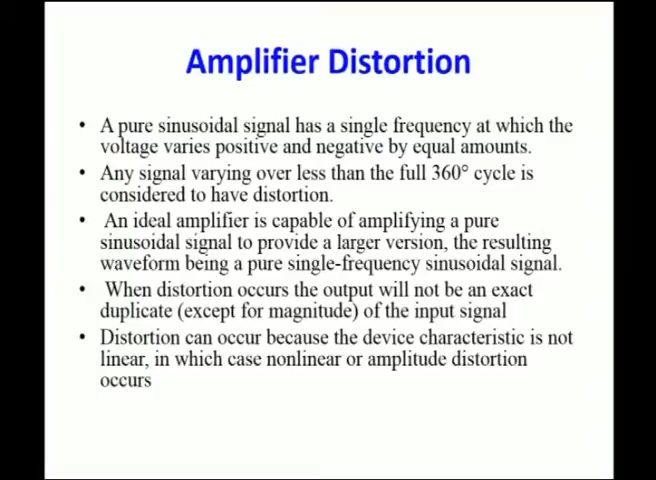 Amplifier Distortion
• A pure sinusoidal signal has a single frequency at which the
voltage varies positive and negative by equal amounts.
• Any signal varying over less than the full 360° cycle is
considered to have distortion.
• An ideal amplifier is capable of amplifying a pure
sinusoidal signal to provide a larger version, the resulting
waveform being a pure single-frequency sinusoidal signal.
• When distortion occurs the output will not be an exact
duplicate (except for magnitude) of the input signal
• Distortion can occur because the device characteristic is not
linear, in which case nonlinear or amplitude distortion
occurs